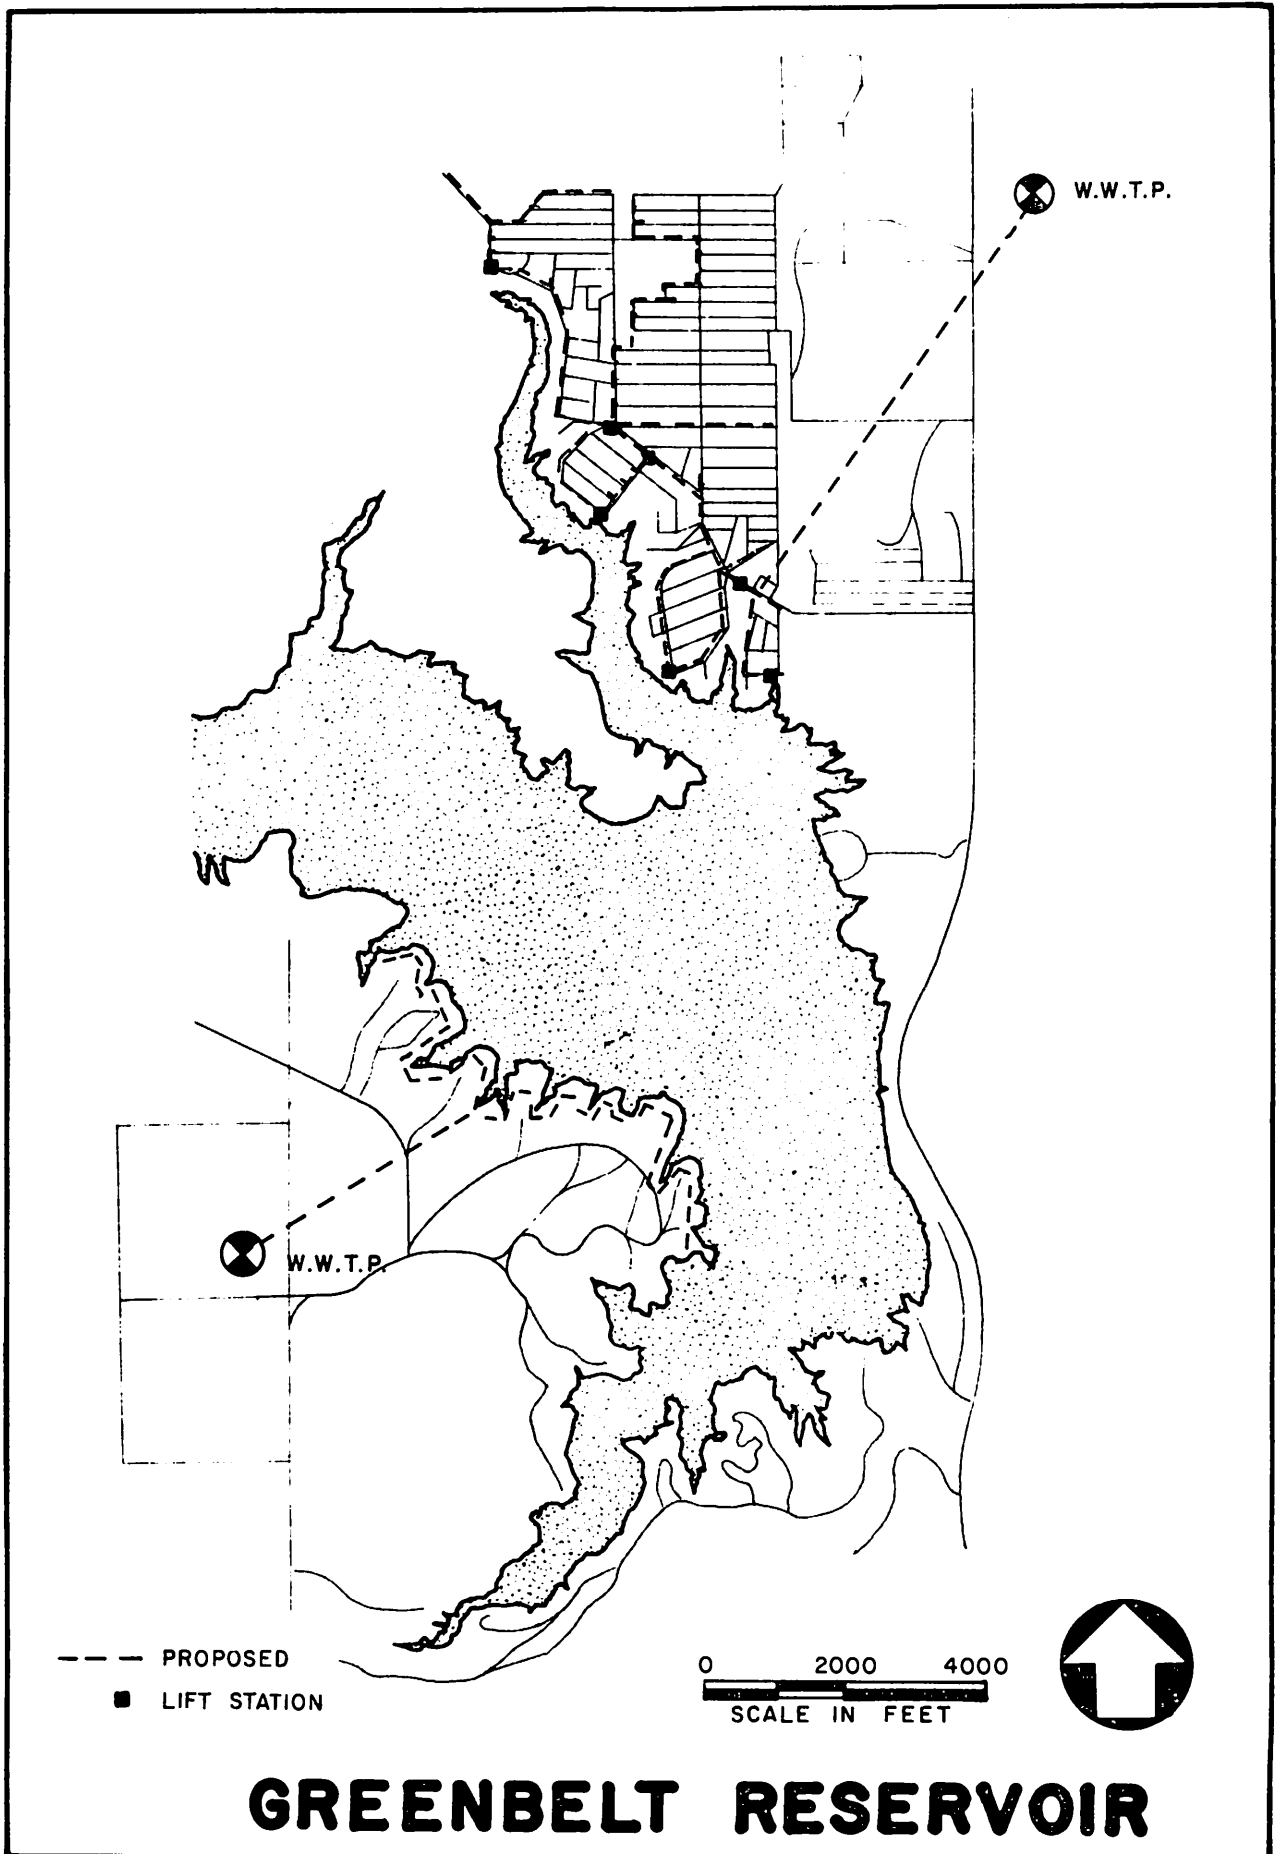 W.W.T.P.
W.W.T.P.
PROPOSED
LIFT STATION
0 2000 4000
SCALE IN FEET
GREENBELT RESERVOIR